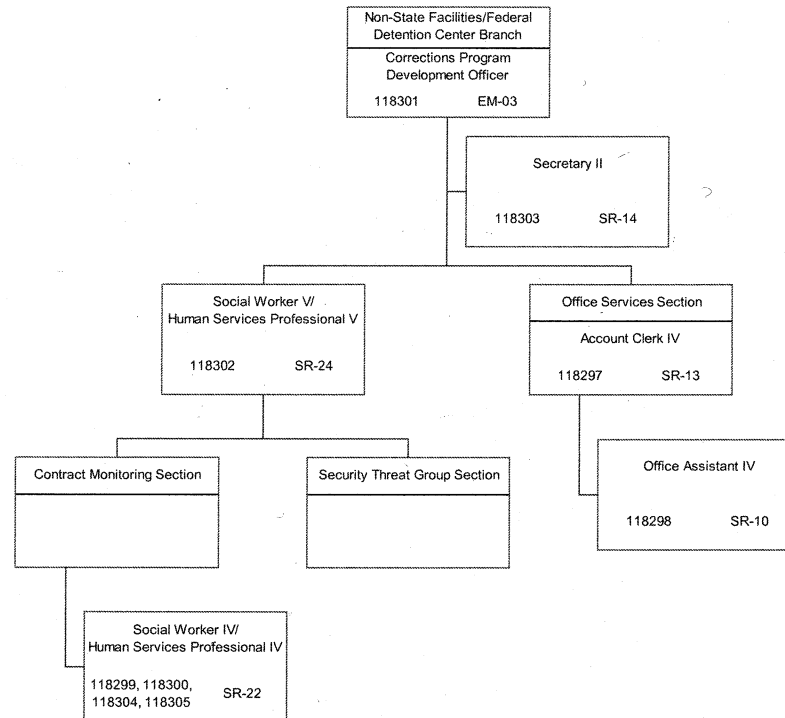 Non-State Facilities/Federal
Detention Center Branch
Corrections Program
Development Officer
118301 EM-03
Secretary II
118303 SR-14
Social Worker V/
Human Services Professional V
118302 SR-24
Office Services Section
Account Clerk IV
118297 SR-13
Contract Monitoring Section
Security Threat Group Section
Office Assistant IV
118298 SR-10
Social Worker IV/
Human Services Professional IV
118299, 118300,
118304, 118305 SR-22